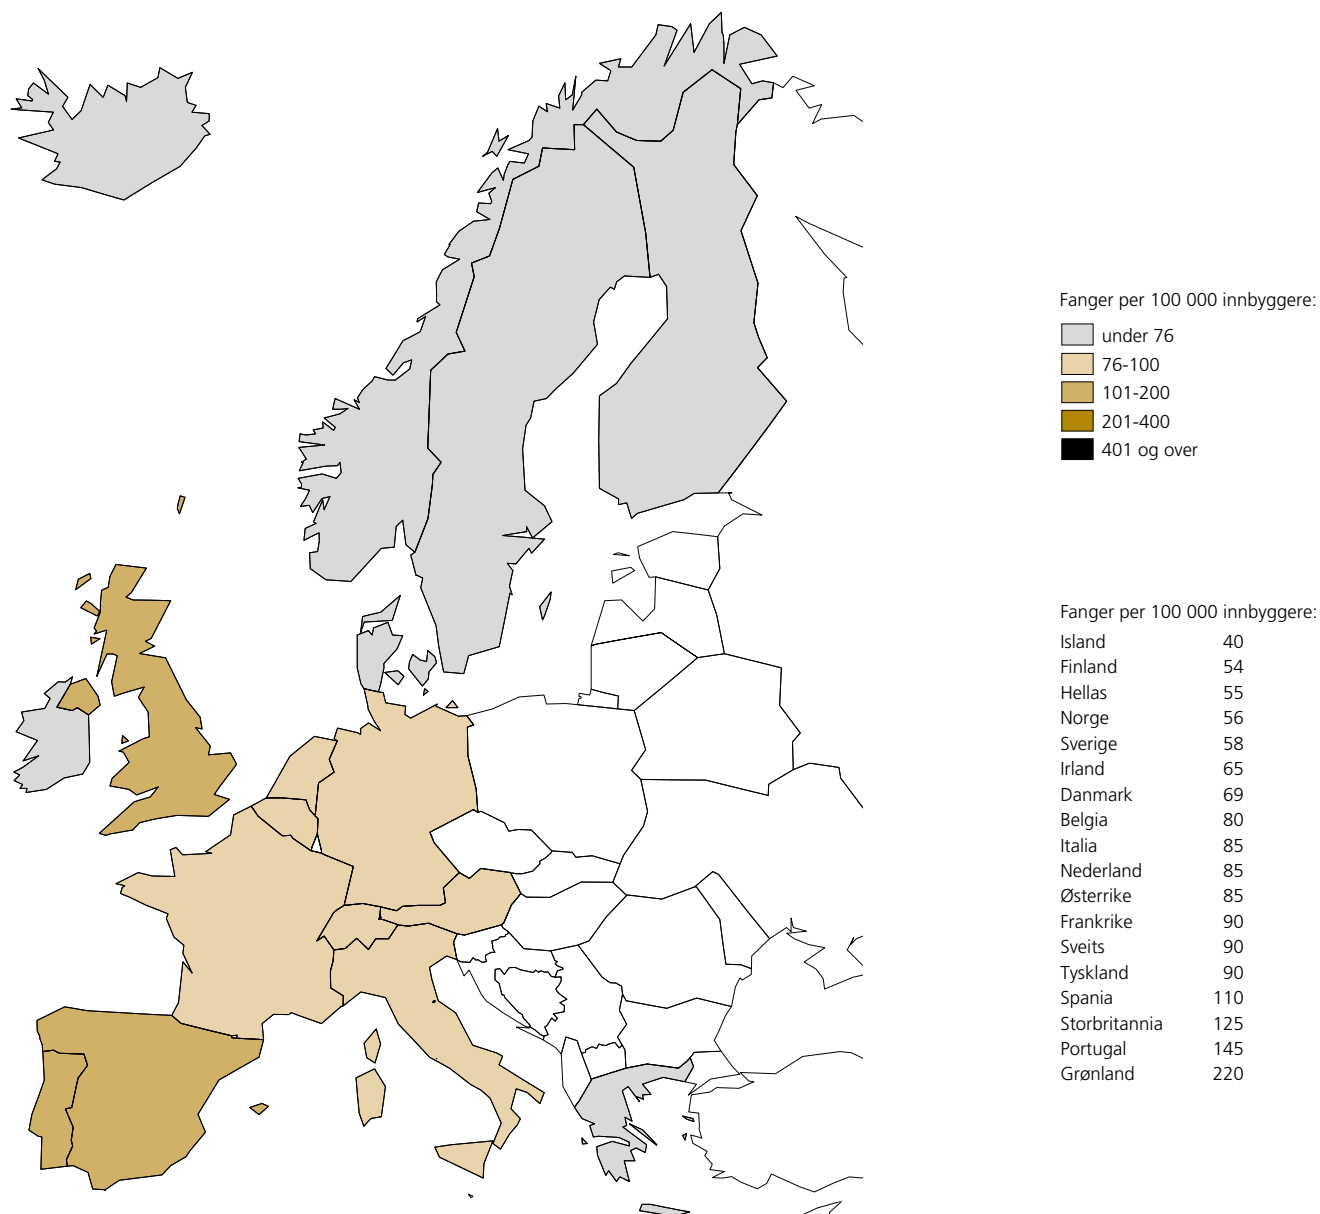 Fanger per 100 000 innbyggere:
under 76
76-100
101-200
201-400
401 og over
Fanger per 100 000 innbyggere:
Island 40
Finland 54
Hellas 55
Norge 56
Sverige 58
Irland 65
Danmark 69
Belgia 80
Italia 85
Nederland 85
Østerrike 85
Frankrike 90
Sveits 90
Tyskland 90
Spania 110
Storbritannia 125
Portugal 145
Grønland 220